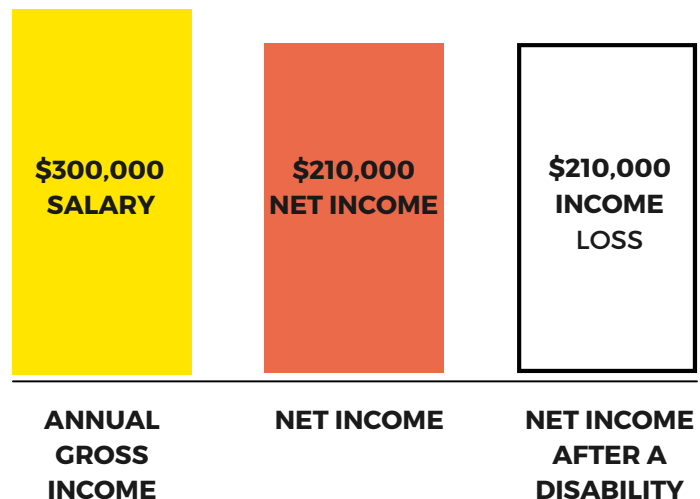 $300,000
SALARY
$210,000
NET INCOME
$210,000
INCOME
LOSS
ANNUAL
GROSS
INCOME
NET INCOME
NET INCOME
AFTER A
DISABILITY